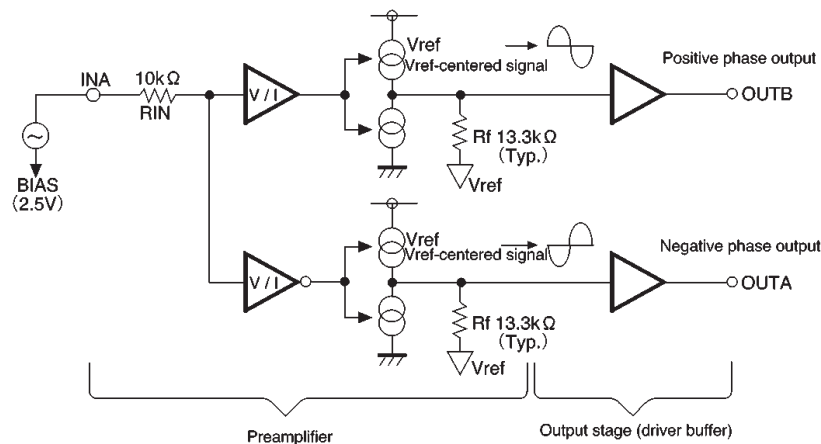 Vref
Vref-centered signal
Positive phase output
INA
10kΩ
RIN
V / I
OUTB
Rf 13.3kΩ
(Typ.)
Vref
BIAS
(2.5V)
Vref
Vref-centered signal
Negative phase output
V / I
OUTA
Rf 13.3kΩ
(Typ.)
Vref
Preamplifier
Output stage (driver buffer)